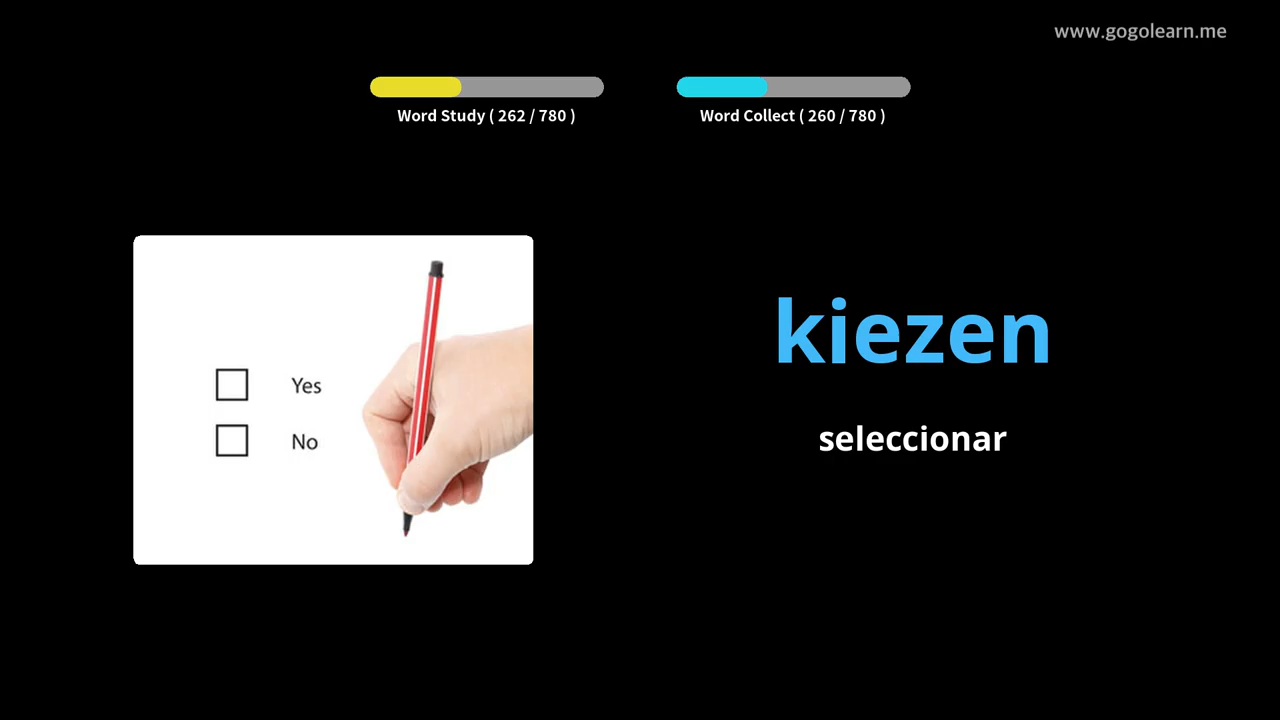 www.gogolearn.me
Word Study ( 262 / 780 )
Word Collect ( 260 / 780 )
Yes
No
kiezen
seleccionar